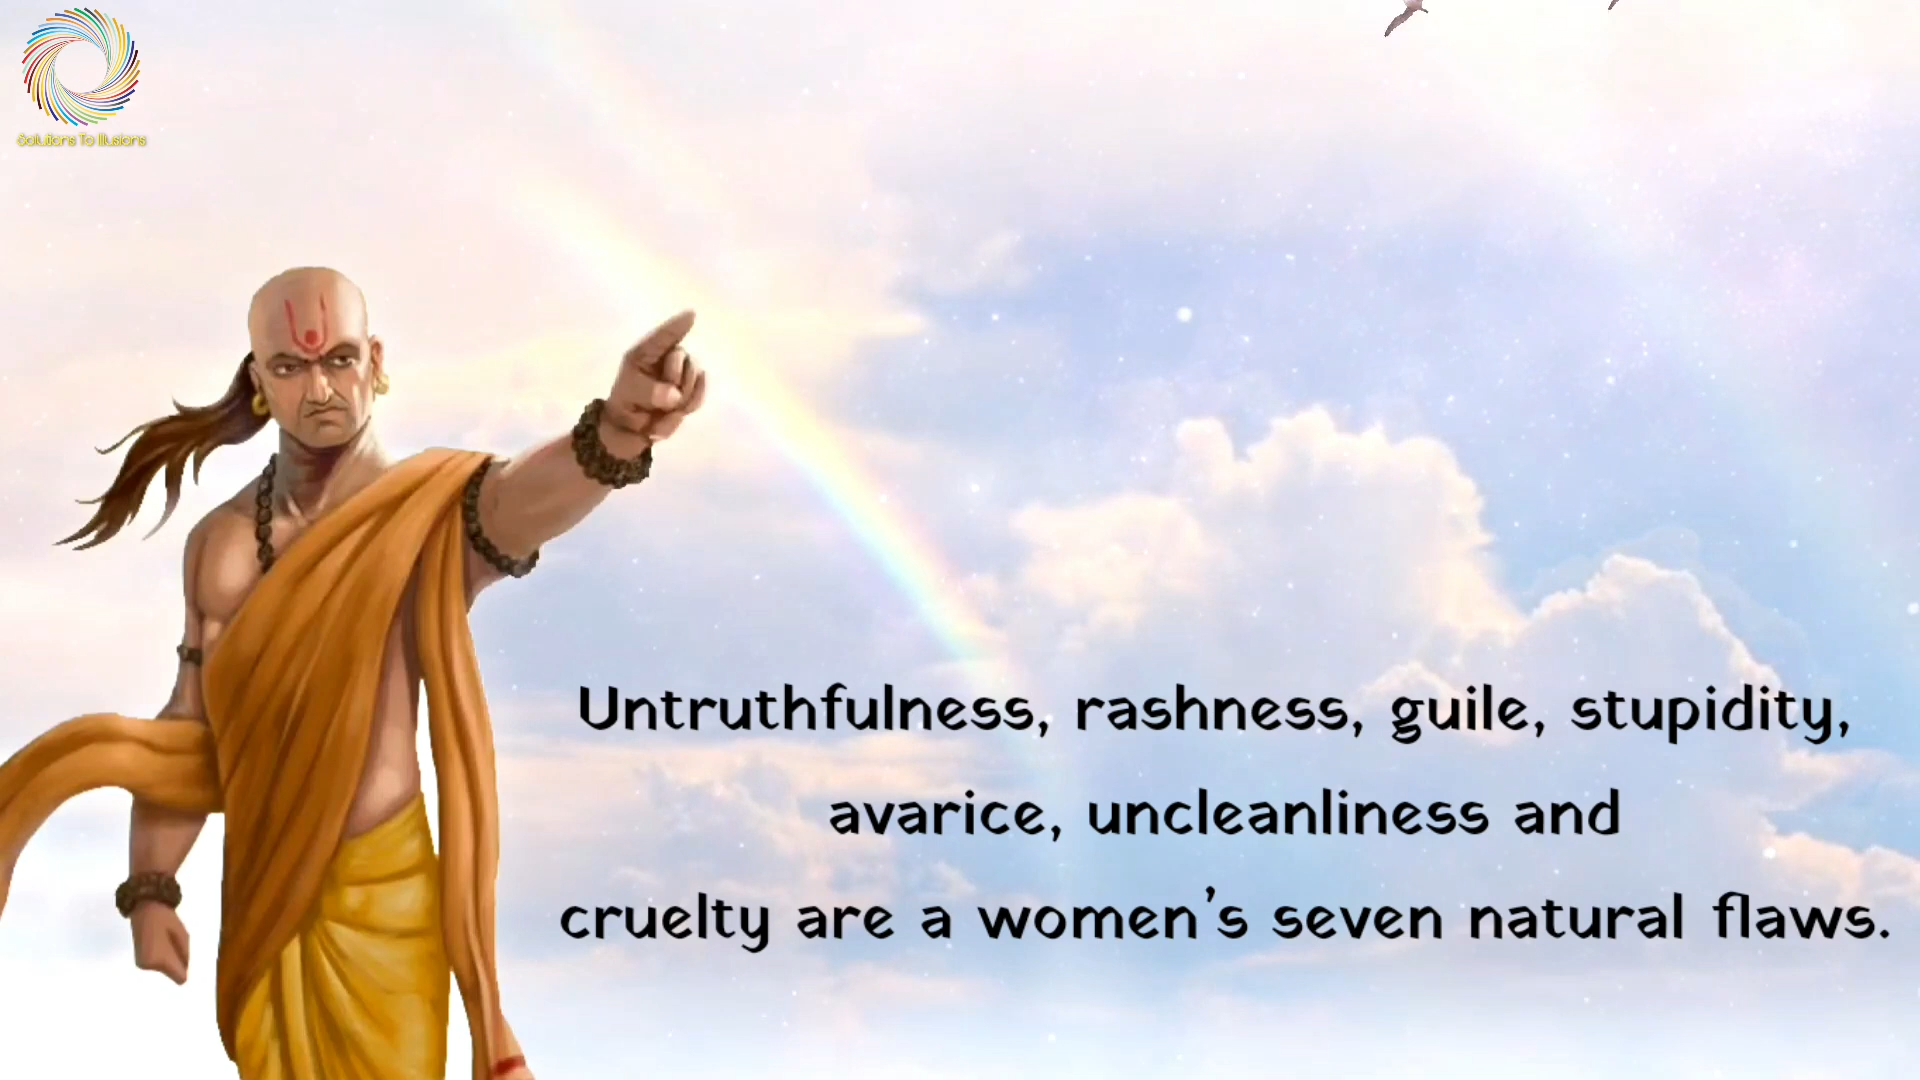 Solutions To Illusions
Untruthfulness, rashness, guile, stupidity,
avarice, uncleanliness and
cruelty are a women's seven natural flaws.